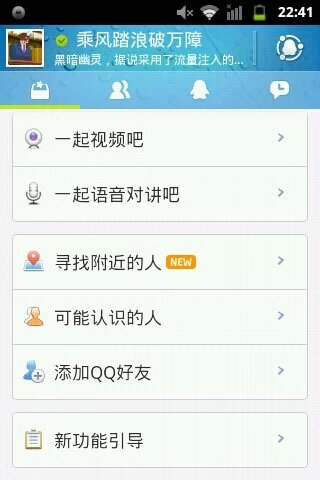 22:41
乘风踏浪破万障
黑暗幽灵，据说采用了流量注入的...
一起视频吧
一起语音对讲吧
寻找附近的人 NEW
可能认识的人
添加QQ好友
新功能引导